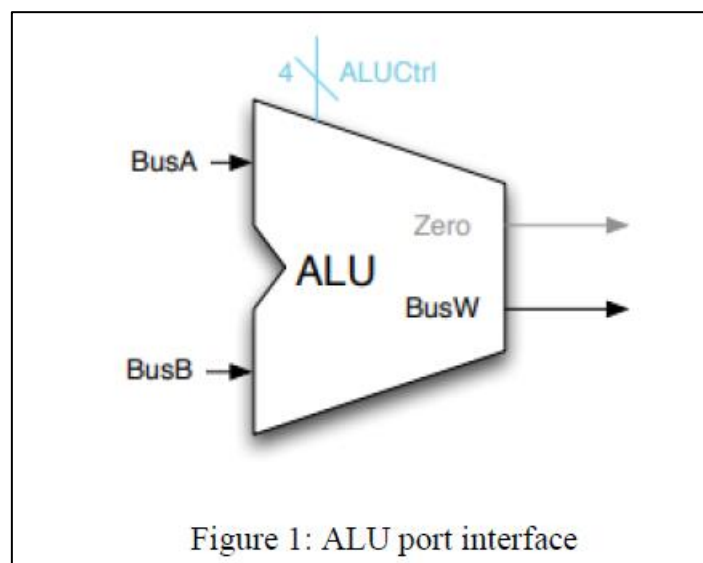 4 ALUCtrl
BusA
Zero
ALU
BusW
BusB
Figure 1: ALU port interface